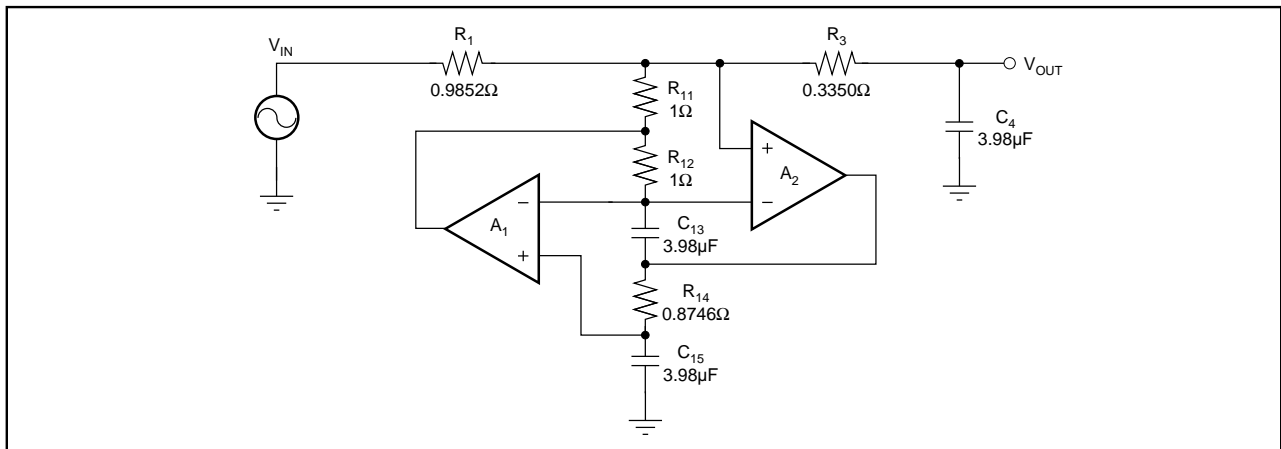 V_IN
R_1
0.9852Ω
R_3
0.3350Ω
V_OUT
R_11
1Ω
C_4
3.98µF
R_12
1Ω
+
A_2
–
–
A_1
+
C_13
3.98µF
R_14
0.8746Ω
C_15
3.98µF